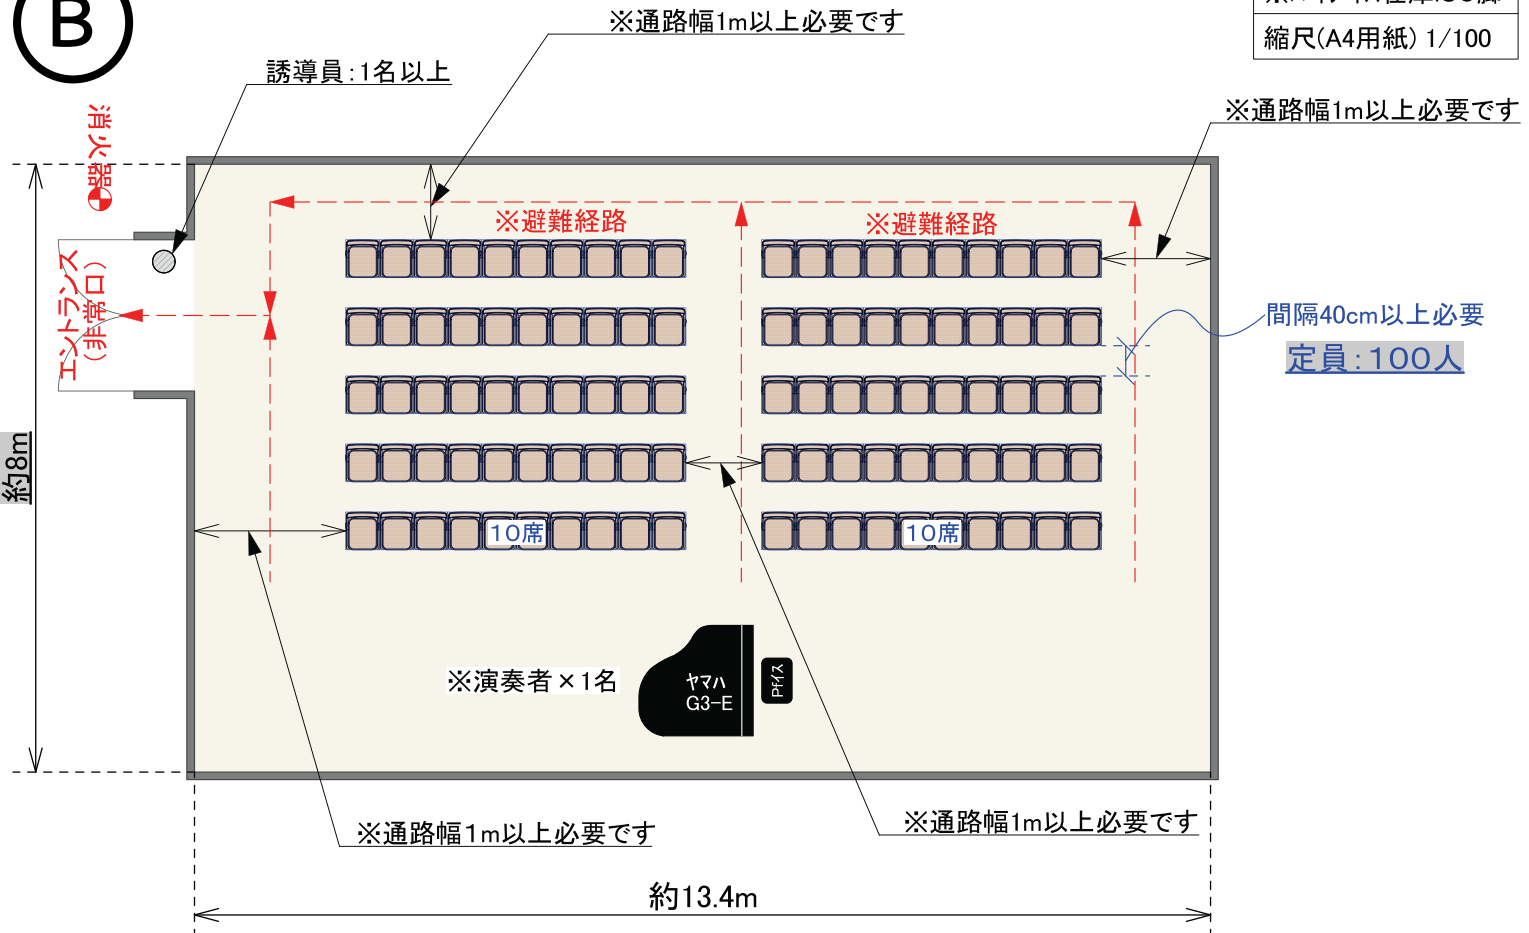 B
※通路幅1m以上必要です
縮尺(A4用紙) 1/100
誘導員:1名以上
※通路幅1m以上必要です
消火器
※避難経路
※避難経路
エントランス
(非常口)
間隔40cm以上必要
定員:100人
約8m
10席
10席
※演奏者×1名
ヤマハ
G3-E
Pfイス
※通路幅1m以上必要です
※通路幅1m以上必要です
約13.4m